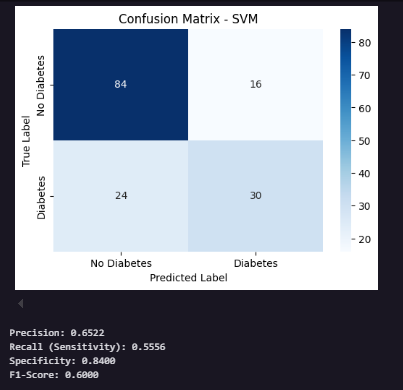 Confusion Matrix - SVM
True Label
No Diabetes
Diabetes
84
16
24
30
No Diabetes
Diabetes
Predicted Label
80
70
60
50
40
30
20
Precision: 0.6522
Recall (Sensitivity): 0.5556
Specificity: 0.8400
F1-Score: 0.6000